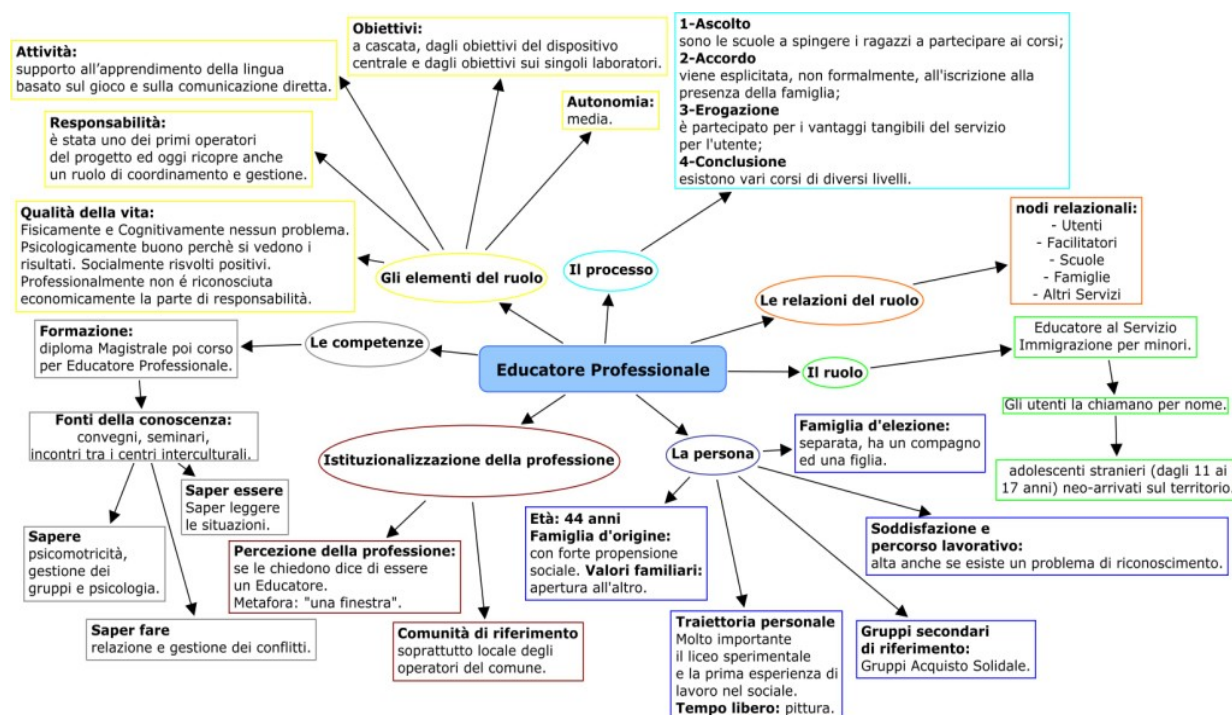 Obiettivi:
a cascata, dagli obiettivi del dispositivo
centrale e dagli obiettivi sui singoli laboratori.
Attività:
supporto all'apprendimento della lingua
basato sul gioco e sulla comunicazione diretta.
Autonomia:
media.
Responsabilità:
è stata uno dei primi operatori
del progetto ed oggi ricopre anche
un ruolo di coordinamento e gestione.
Qualità della vita:
Fisicamente e Cognitivamente nessun problema.
Psicologicamente buono perchè si vedono i
risultati. Socialmente risvolti positivi.
Professionalmente non é riconosciuta
economicamente la parte di responsabilità.
Gli elementi del ruolo
1-Ascolto
sono le scuole a spingere i ragazzi a partecipare ai corsi;
2-Accordo
viene esplicitata, non formalmente, all'iscrizione alla
presenza della famiglia;
3-Erogazione
è partecipato per i vantaggi tangibili del servizio
per l'utente;
4-Conclusione
esistono vari corsi di diversi livelli.
Il processo
nodi relazionali:
- Utenti
- Facilitatori
- Scuole
- Famiglie
- Altri Servizi
Le relazioni del ruolo
Formazione:
diploma Magistrale poi corso
per Educatore Professionale.
Le competenze
Educatore Professionale
Il ruolo
Educatore al Servizio
Immigrazione per minori.
Gli utenti la chiamano per nome.
adolescenti stranieri (dagli 11 ai
17 anni) neo-arrivati sul territorio.
Fonti della conoscenza:
convegni, seminari,
incontri tra i centri interculturali.
Saper essere
Saper leggere
le situazioni.
Sapere
psicomotricità,
gestione dei
gruppi e psicologia.
Saper fare
relazione e gestione dei conflitti.
Istituzionalizzazione della professione
Percezione della professione:
se le chiedono dice di essere
un Educatore.
Metafora: "una finestra".
Comunità di riferimento
soprattutto locale degli
operatori del comune.
La persona
Famiglia d'elezione:
separata, ha un compagno
ed una figlia.
Età: 44 anni
Famiglia d'origine:
con forte propensione
sociale. Valori familiari:
apertura all'altro.
Soddisfazione e
percorso lavorativo:
alta anche se esiste un problema di riconoscimento.
Traiettoria personale
Molto importante
il liceo sperimentale
e la prima esperienza di
lavoro nel sociale.
Tempo libero: pittura.
Gruppi secondari
di riferimento:
Gruppi Acquisto Solidale.